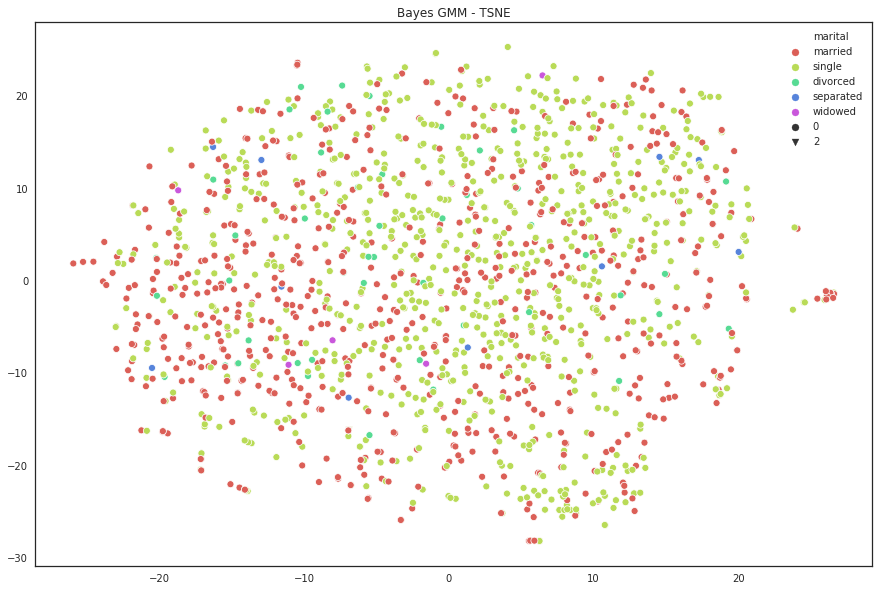 Bayes GMM - TSNE
marital
married
single
divorced
separated
widowed
0
2
20
10
0
−10
−20
−30
−20 −10 0 10 20